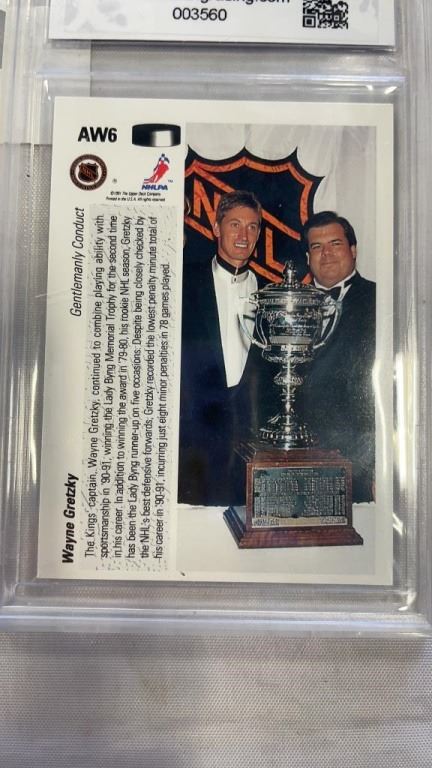 003560
AW6
NHL
NHLPA
© 1991 The Upper Deck Company
Printed in the U.S.A. All rights reserved
Wayne Gretzky
Gentlemanly Conduct
The Kings' captain, Wayne Gretzky, continued to combine playing ability with
sportsmanship in '90-91, winning the Lady Byng Memorial Trophy for the second time
in his career. In addition to winning the award in '79-80, his rookie NHL season, Gretzky
has been the Lady Byng runner-up on five occasions. Despite being closely checked by
the NHL's best defensive forwards, Gretzky recorded the lowest penalty minute total of
his career in '90-91, incurring just eight minor penalties in 78 games played.
NHL